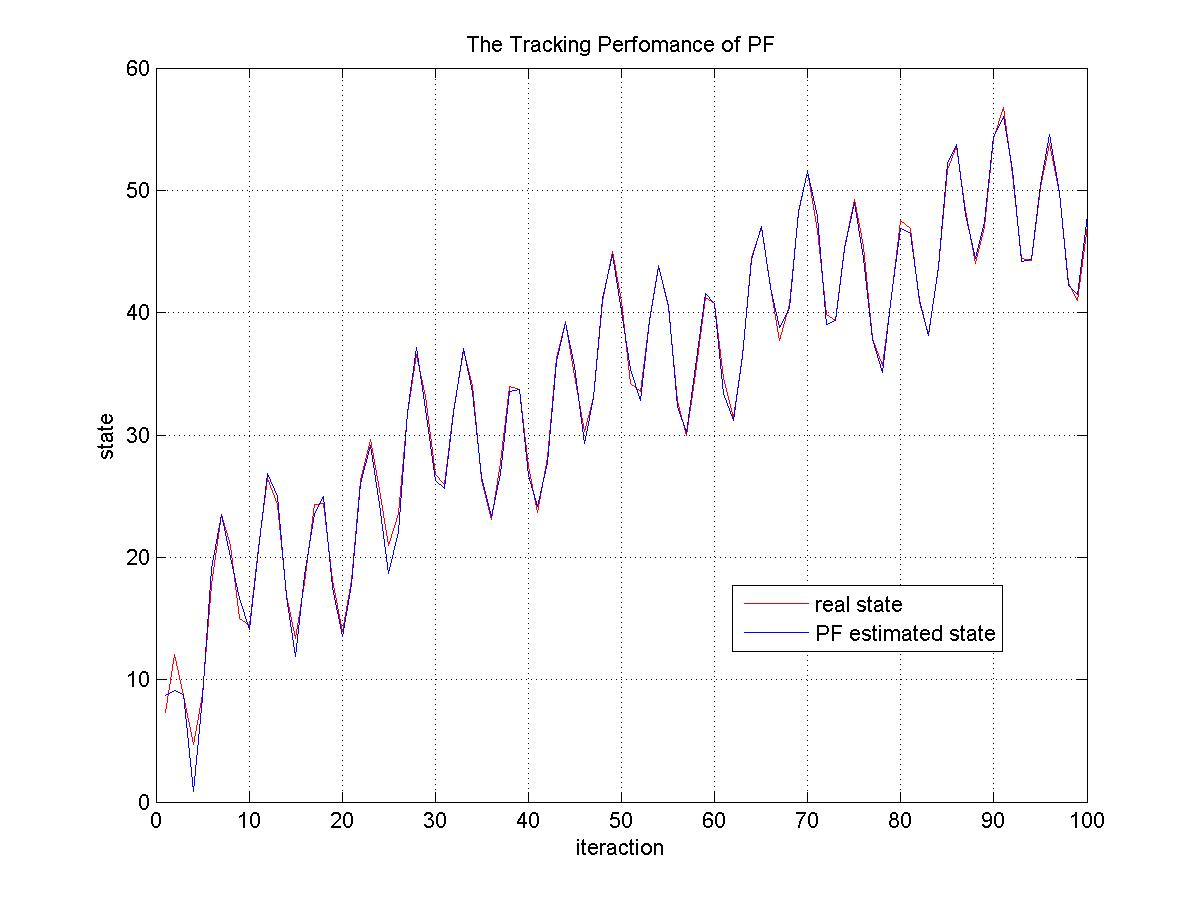 The Tracking Perfomance of PF
60
50
40
30
20
10
0
state
real state
PF estimated state
0 10 20 30 40 50 60 70 80 90 100
iteraction